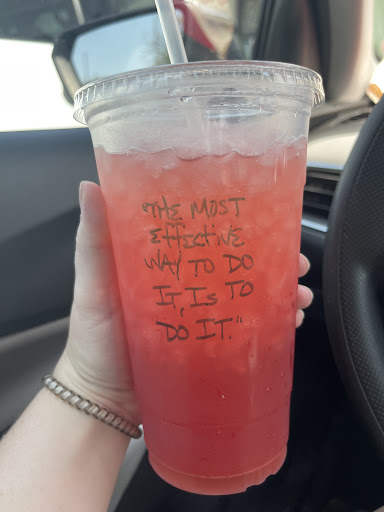 "THE MOST
EffEctivE
WAY TO DO
IT, Is TO
DO IT."